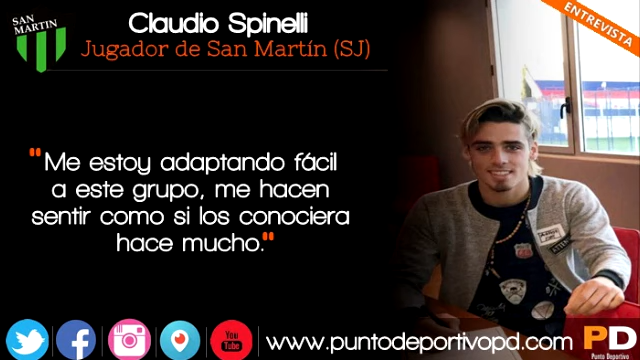 SAN
MARTIN
Claudio Spinelli
Jugador de San Martín (SJ)
ENTREVISTA
"Me estoy adaptando fácil
a este grupo, me hacen
sentir como si los conociera
hace mucho."
You
Tube
www.puntodeportivopd.com
PD
Punto Deportivo